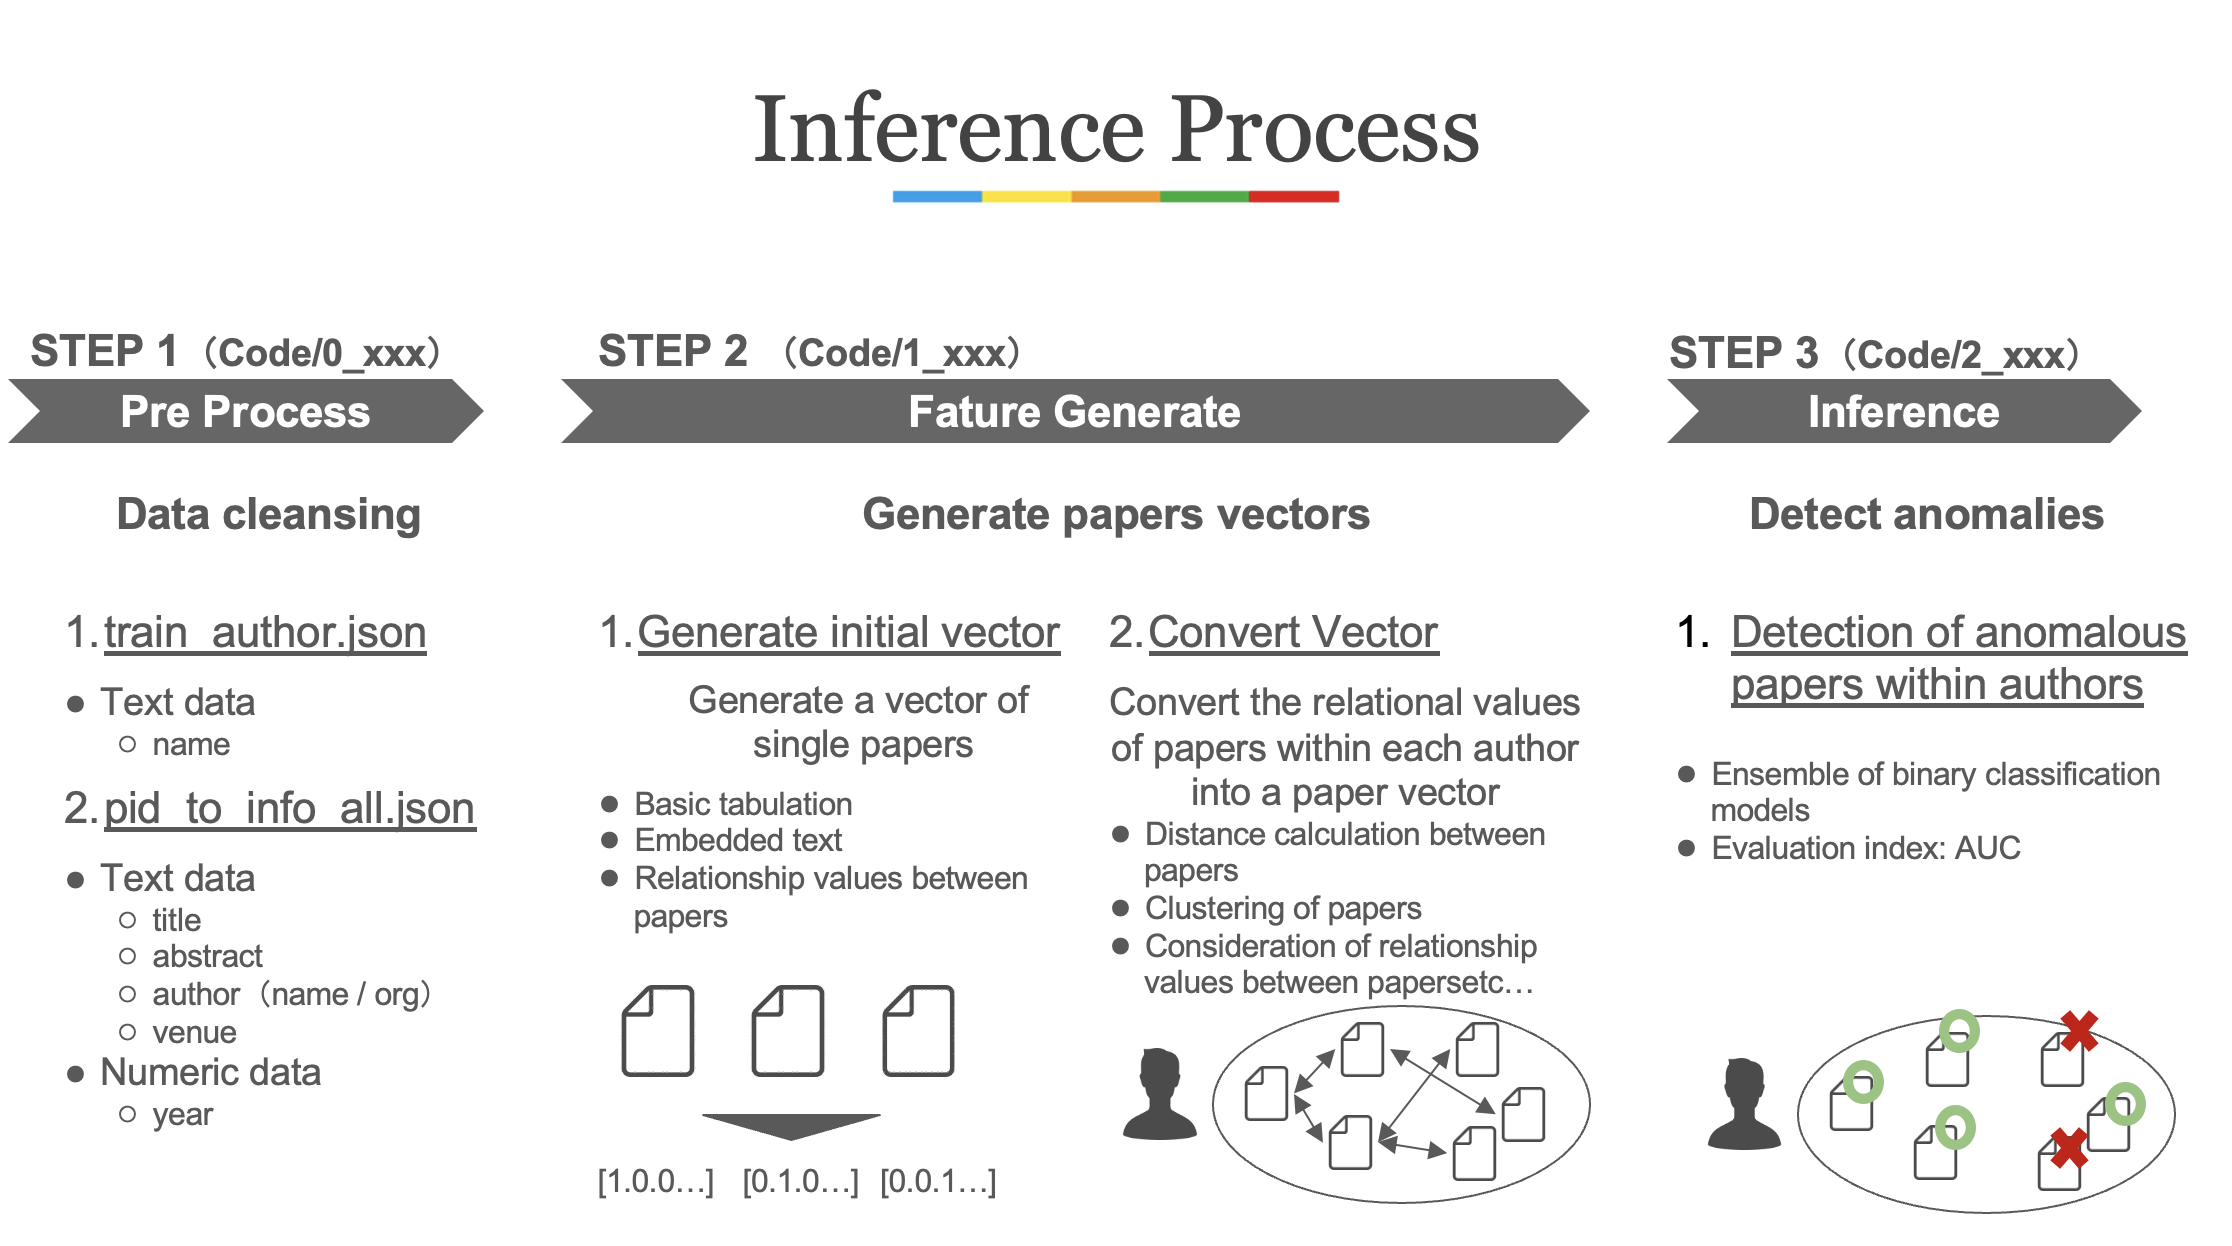 Inference Process
STEP 1（Code/0_xxx）
Pre Process
Data cleansing
1. train_author.json
● Text data
○ name
2. pid_to_info_all.json
● Text data
○ title
○ abstract
○ author（name / org）
○ venue
● Numeric data
○ year
STEP 2 （Code/1_xxx）
Fature Generate
Generate papers vectors
1. Generate initial vector
Generate a vector of
single papers
● Basic tabulation
● Embedded text
● Relationship values between
papers
[1.0.0…] [0.1.0…] [0.0.1…]
2. Convert Vector
Convert the relational values
of papers within each author
into a paper vector
● Distance calculation between
papers
● Clustering of papers
● Consideration of relationship
values between papersetc…
STEP 3（Code/2_xxx）
Inference
Detect anomalies
1. Detection of anomalous
papers within authors
● Ensemble of binary classification
models
● Evaluation index: AUC